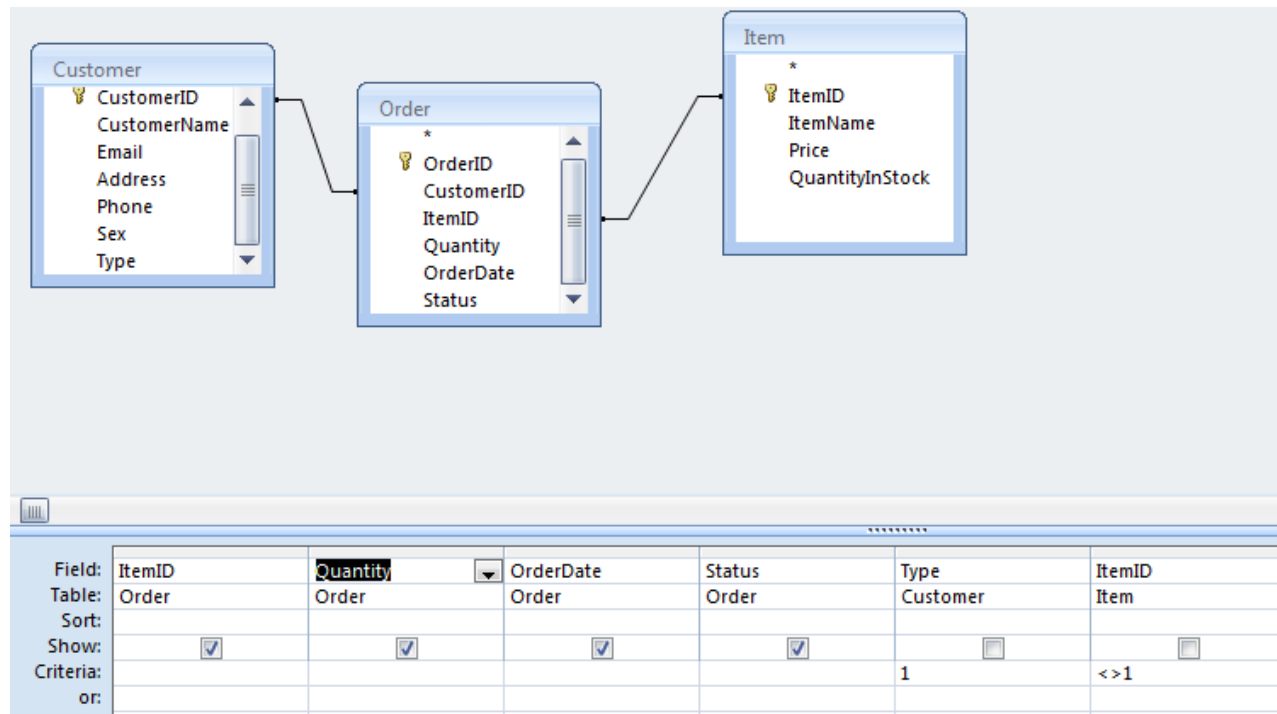 Customer
CustomerID
CustomerName
Email
Address
Phone
Sex
Type
Order
*
OrderID
CustomerID
ItemID
Quantity
OrderDate
Status
Item
*
ItemID
ItemName
Price
QuantityInStock
Field: ItemID Quantity OrderDate Status Type ItemID
Table: Order Order Order Order Customer Item
Sort:
Show:
Criteria: 1 <>1
or: